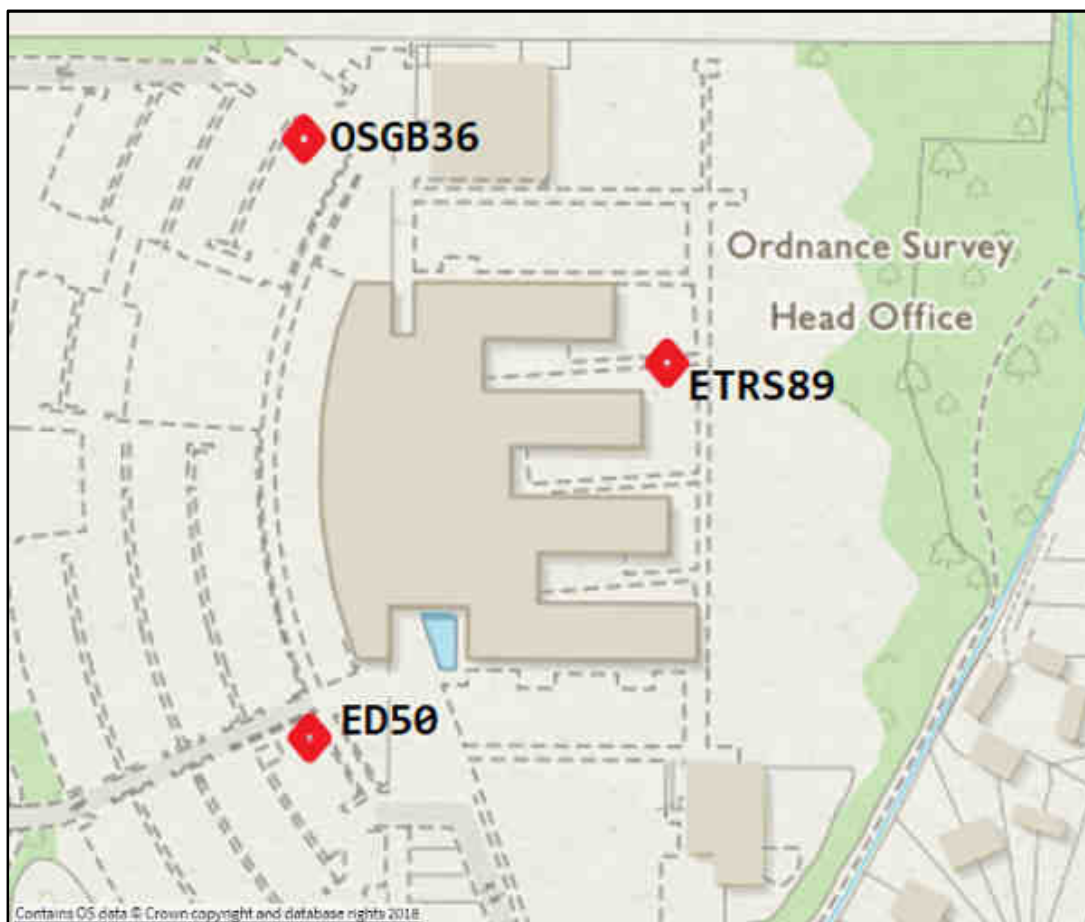 OSGB36
Ordnance Survey
Head Office
ETRS89
ED50
Contains OS data © Crown copyright and database rights 2018